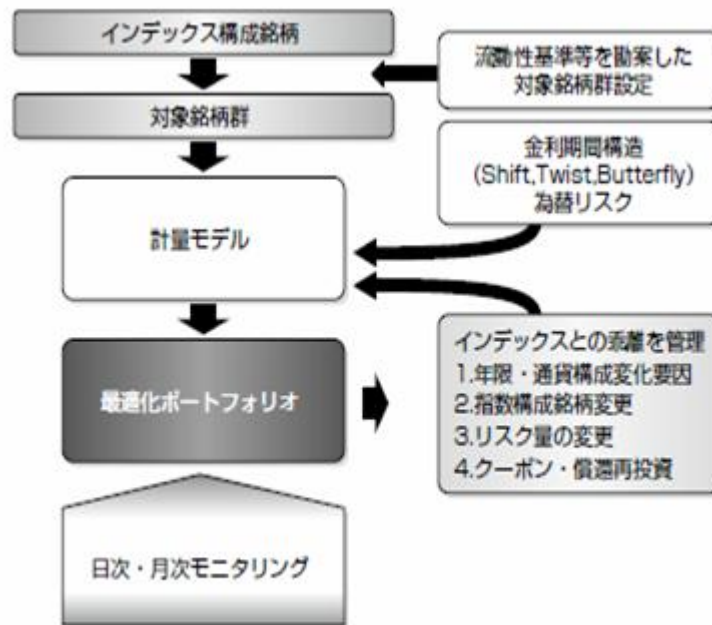 インデックス構成銘柄
流動性基準等を勘案した
対象銘柄群設定
対象銘柄群
金利期間構造
(Shift,Twist,Butterfly)
為替リスク
計量モデル
インデックスとの乖離を管理
1.年限・通貨構成変化要因
2.指数構成銘柄変更
3.リスク量の変更
4.クーポン・償還再投資
最適化ポートフォリオ
日次・月次モニタリング